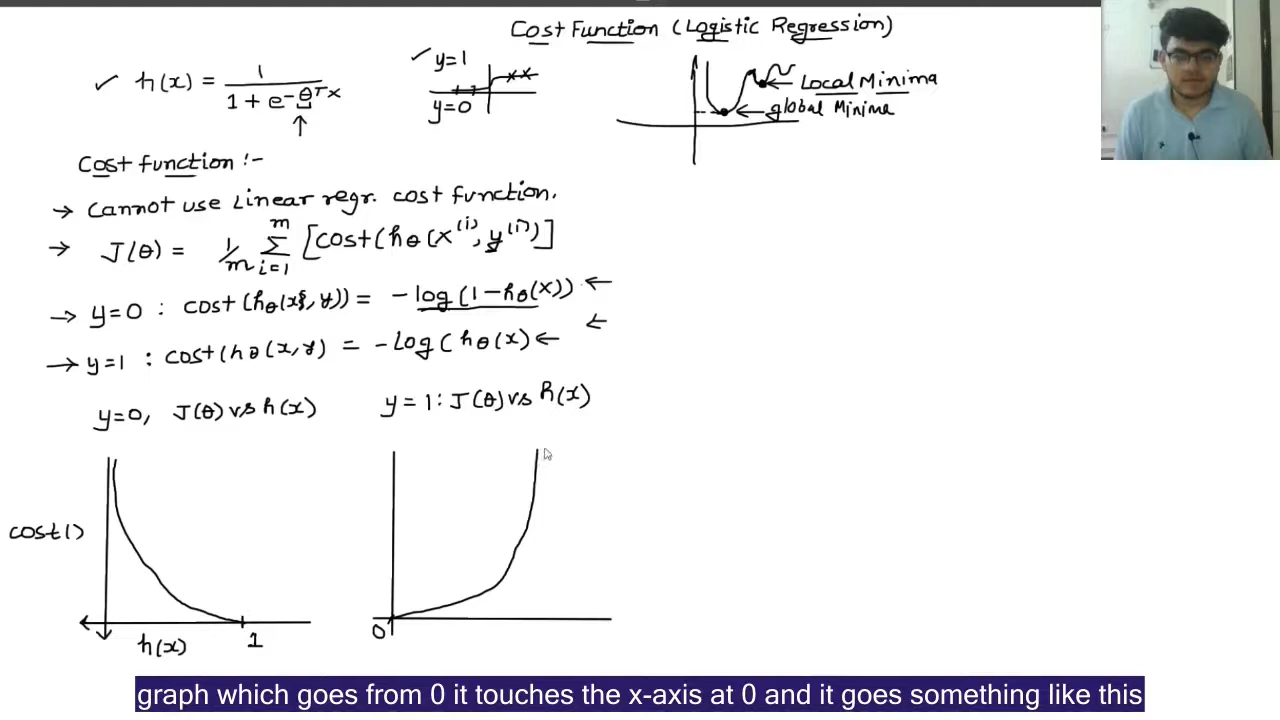 Cost Function (Logistic Regression)
✓ h(x) = 1 / 1 + e^-θᵀx
✓ y=1
y=0
Local Minima
global Minima
Cost function :-
→ Cannot use Linear regr. cost function.
→ J(θ) = 1/m Σ i=1 m [cost(hθ(x⁽ⁱ⁾, y⁽ⁱ⁾)]
→ y=0 : cost(hθ(x), y)) = -log(1-hθ(x)) ←
←
→ y=1 : cost(hθ(x, y) = -Log(hθ(x) ←
y=0, J(θ) vs h(x)
y = 1: J(θ) vs h(x)
cost()
h(x)
1
0
graph which goes from 0 it touches the x-axis at 0 and it goes something like this